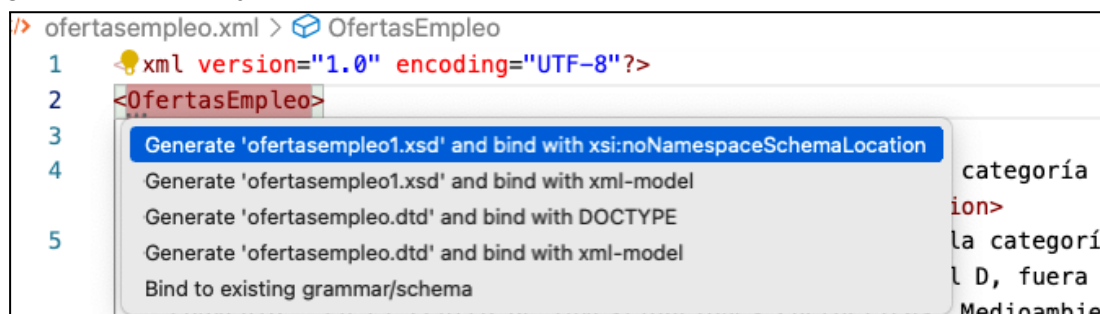 ofertasempleo.xml > OfertasEmpleo
1 xml version="1.0" encoding="UTF-8"?>
2 <OfertasEmpleo>
3
Generate 'ofertasempleo1.xsd' and bind with xsi:noNamespaceSchemaLocation
4 categoría
Generate 'ofertasempleo1.xsd' and bind with xml-model
ion>
Generate 'ofertasempleo.dtd' and bind with DOCTYPE
5 la categorí
Generate 'ofertasempleo.dtd' and bind with xml-model
l D, fuera
Bind to existing grammar/schema
Medioambie